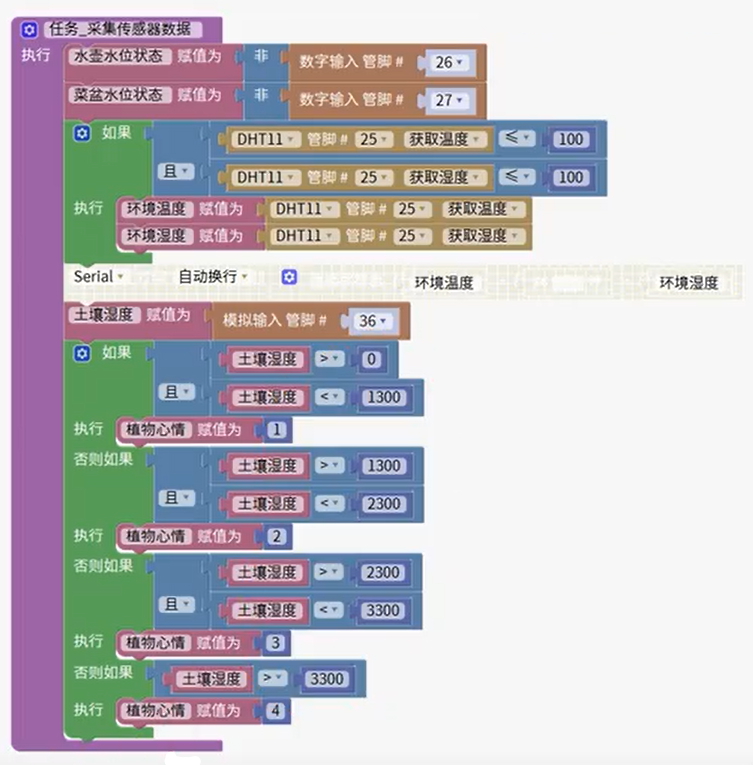 任务_采集传感器数据
执行 水壶水位状态 赋值为 非 数字输入 管脚 # 26
菜盆水位状态 赋值为 非 数字输入 管脚 # 27
如果 DHT11 管脚 # 25 获取温度 ≤ 100
且
DHT11 管脚 # 25 获取湿度 ≤ 100
执行 环境温度 赋值为 DHT11 管脚 # 25 获取温度
环境湿度 赋值为 DHT11 管脚 # 25 获取湿度
Serial 自动换行 环境温度 环境湿度
土壤湿度 赋值为 模拟输入 管脚 # 36
如果 土壤湿度 > 0
且
土壤湿度 < 1300
执行 植物心情 赋值为 1
否则如果 土壤湿度 > 1300
且
土壤湿度 < 2300
执行 植物心情 赋值为 2
否则如果 土壤湿度 > 2300
且
土壤湿度 < 3300
执行 植物心情 赋值为 3
否则如果 土壤湿度 > 3300
执行 植物心情 赋值为 4